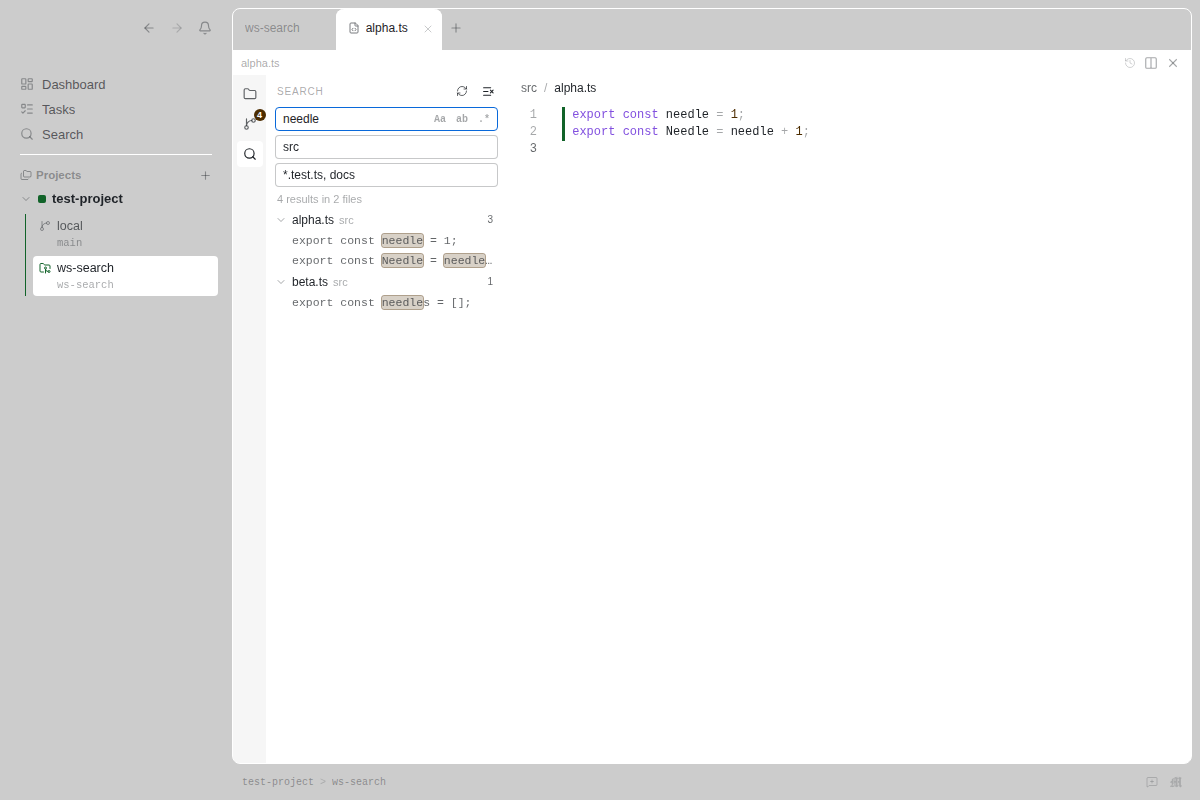 ws-search
alpha.ts
alpha.ts
Dashboard
Tasks
Search
Projects
test-project
local
main
ws-search
ws-search
4
SEARCH
needle
Aa ab .*
src
*.test.ts, docs
4 results in 2 files
alpha.ts src 3
export const needle = 1;
export const Needle = needle…
beta.ts src 1
export const needles = [];
src / alpha.ts
1 export const needle = 1;
2 export const Needle = needle + 1;
3
test-project > ws-search